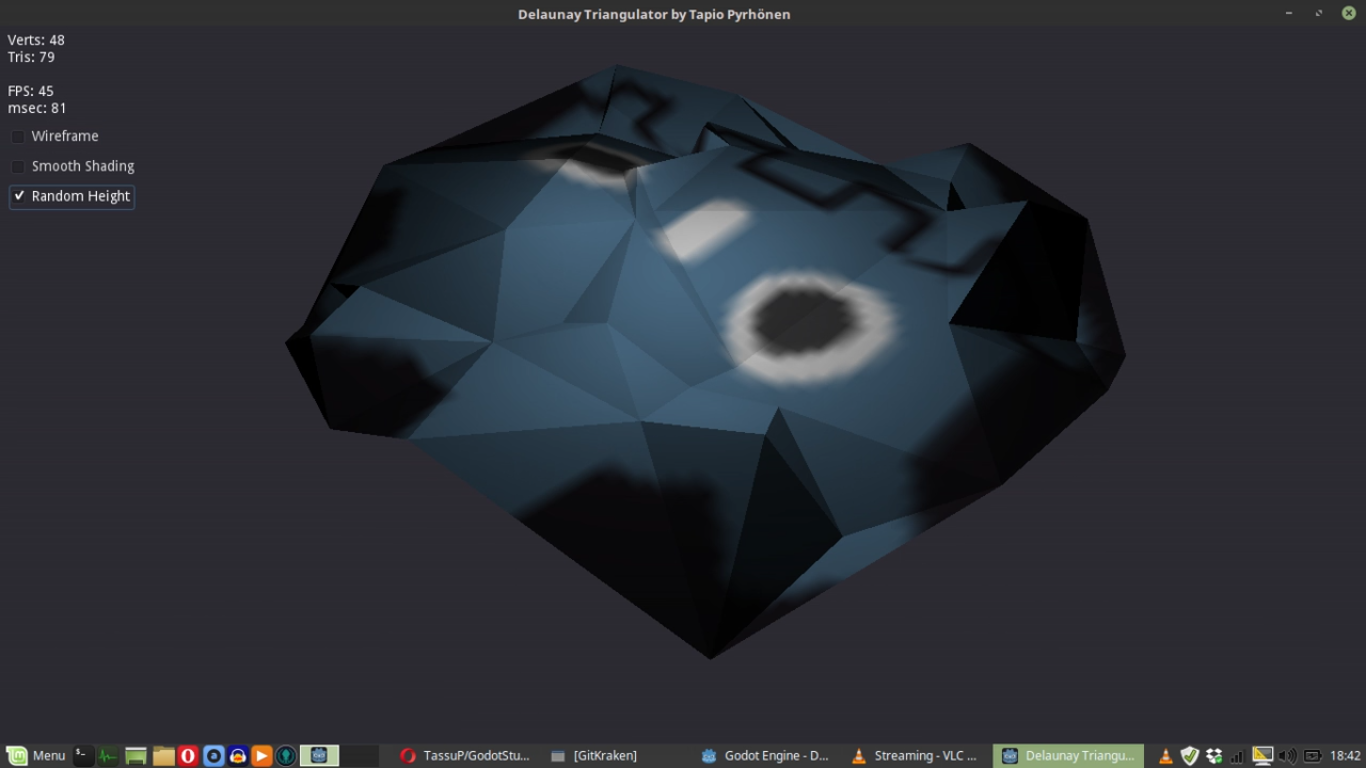 Delaunay Triangulator by Tapio Pyrhönen
Verts: 48
Tris: 79
FPS: 45
msec: 81
Wireframe
Smooth Shading
Random Height
Menu
TassuP/GodotStu...
[GitKraken]
Godot Engine - D...
Streaming - VLC ...
Delaunay Triangu...
18:42